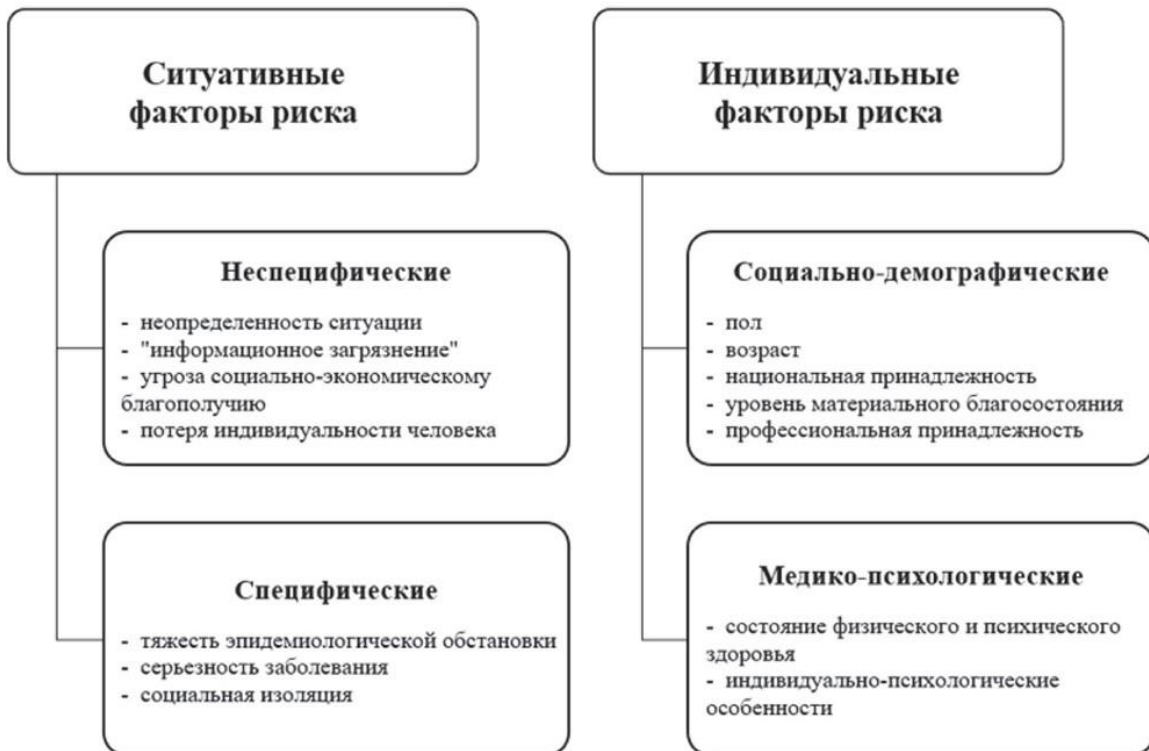 Ситуативные
факторы риска
Неспецифические
- неопределенность ситуации
- "информационное загрязнение"
- угроза социально-экономическому
благополучию
- потеря индивидуальности человека
Специфические
- тяжесть эпидемиологической обстановки
- серьезность заболевания
- социальная изоляция
Индивидуальные
факторы риска
Социально-демографические
- пол
- возраст
- национальная принадлежность
- уровень материального благосостояния
- профессиональная принадлежность
Медико-психологические
- состояние физического и психического
здоровья
- индивидуально-психологические
особенности